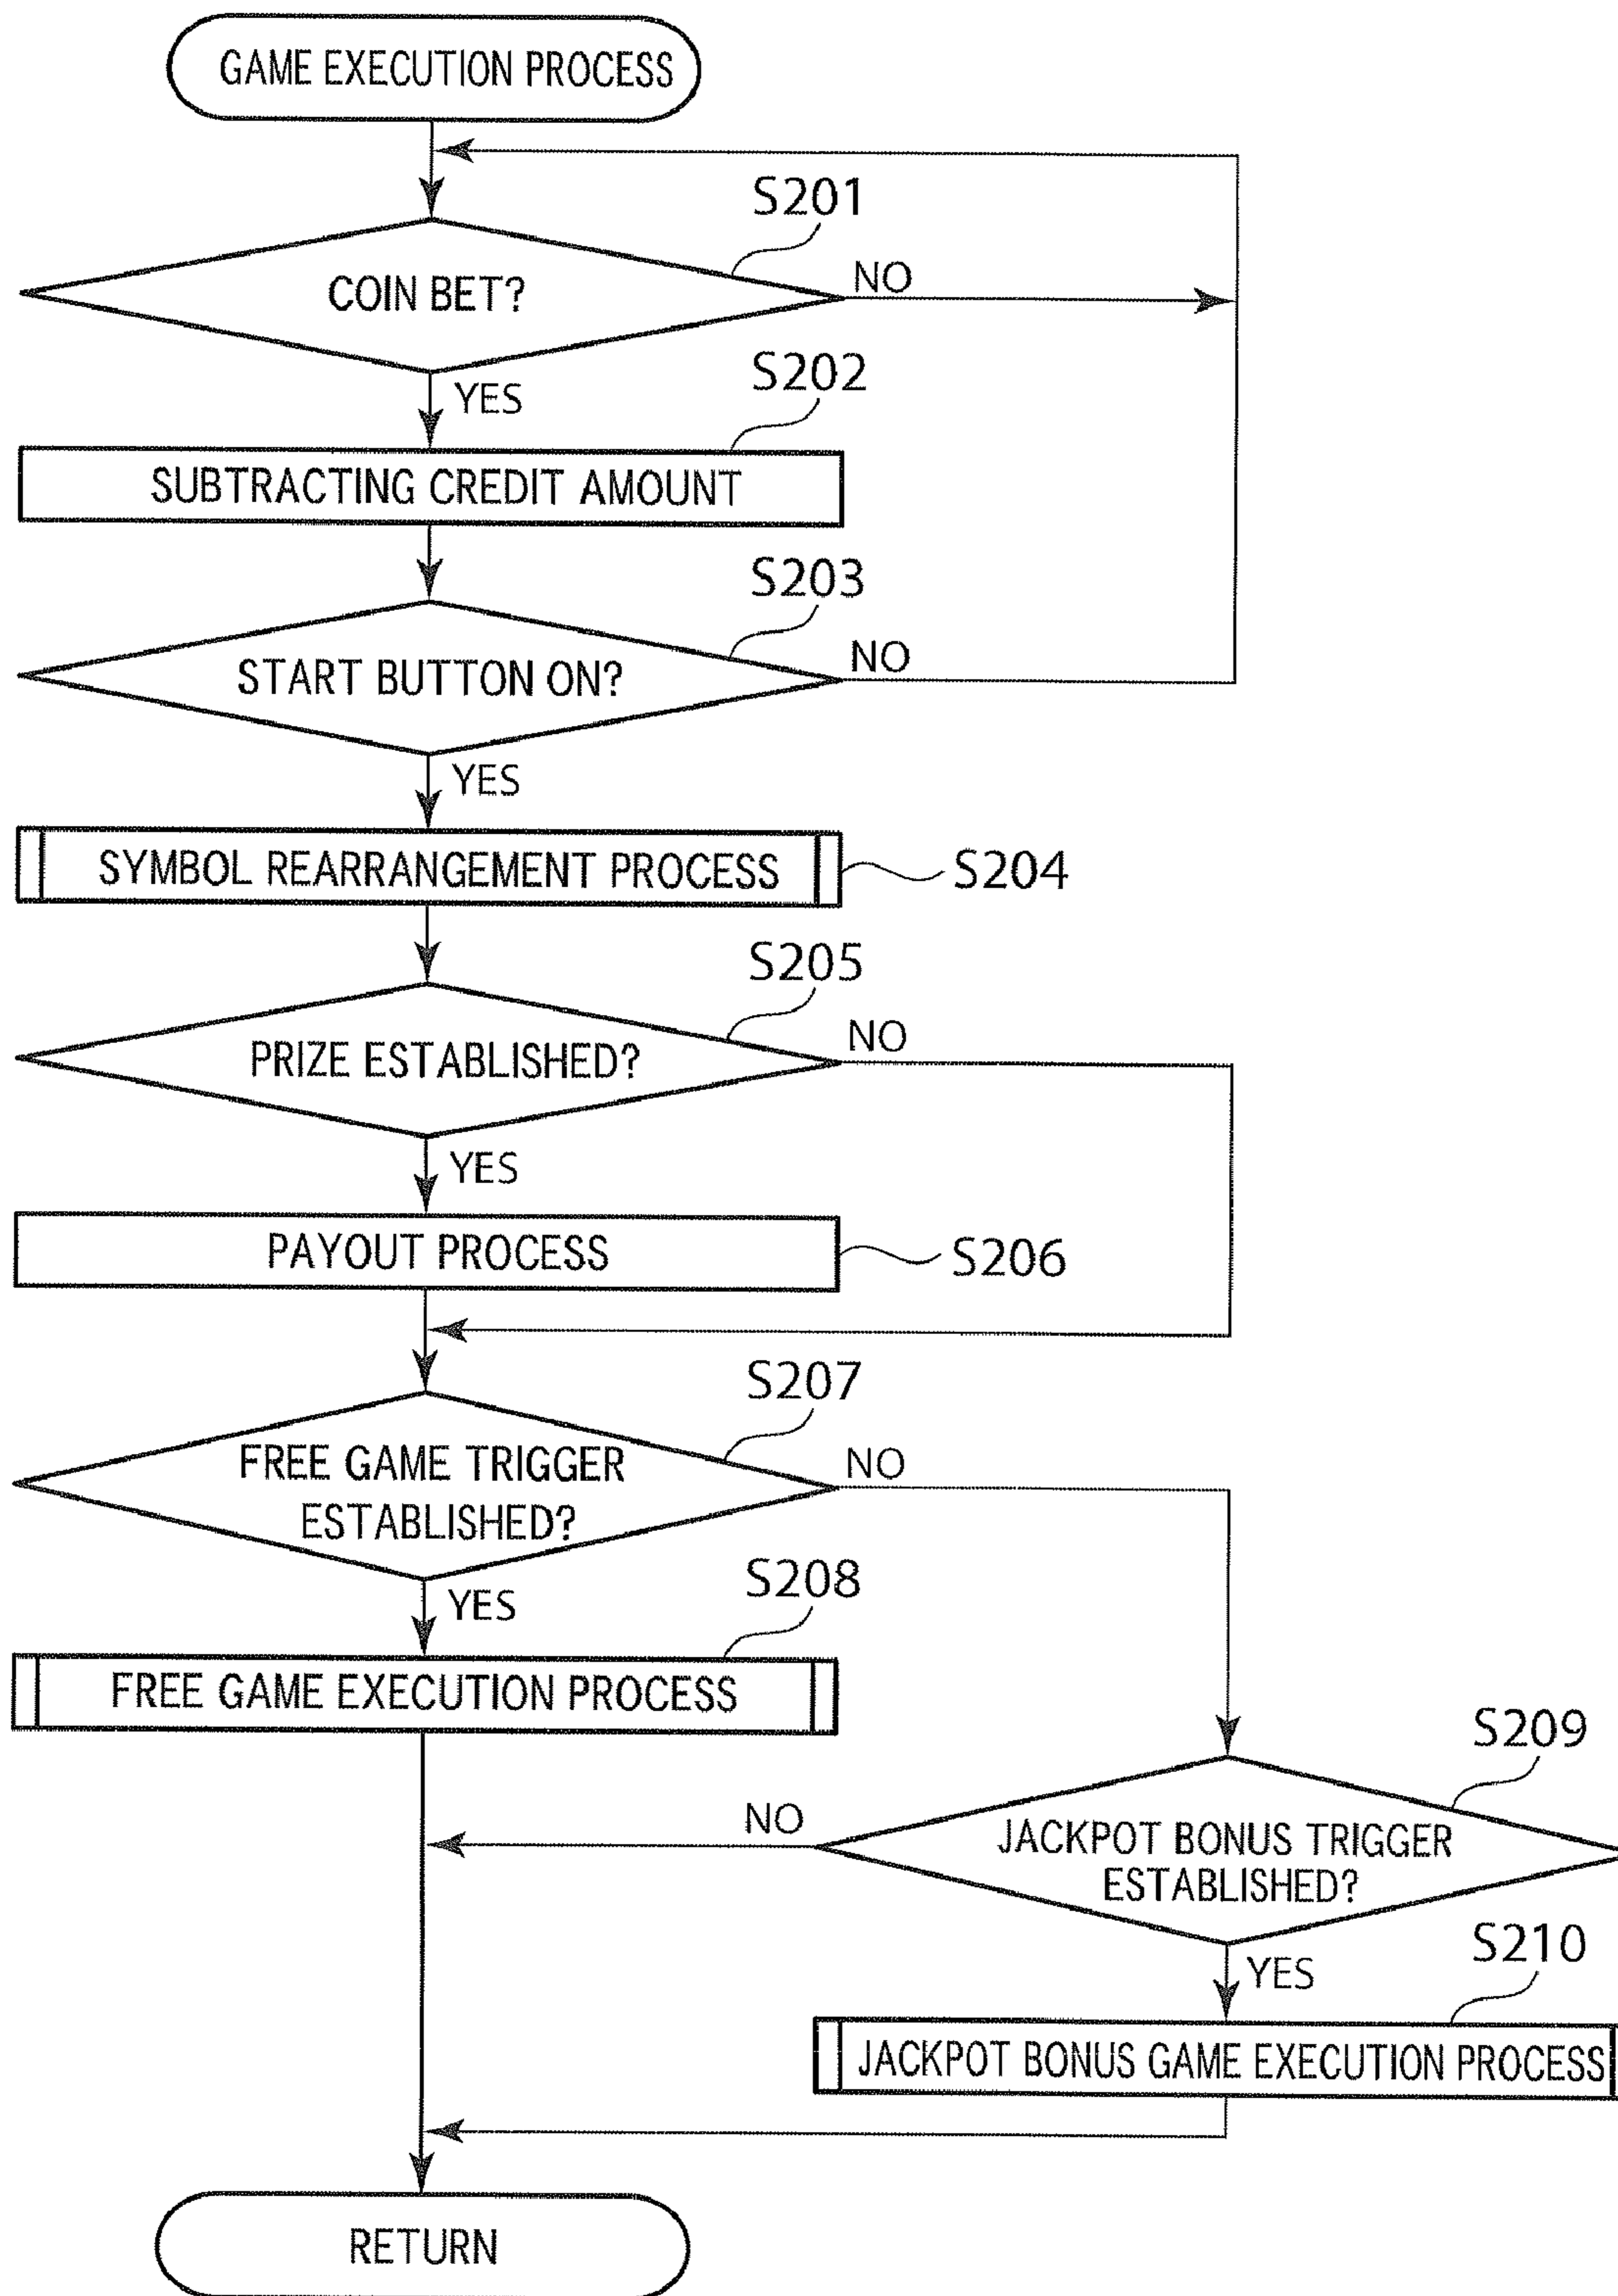 GAME EXECUTION PROCESS
S201
COIN BET?
NO
YES
S202
SUBTRACTING CREDIT AMOUNT
S203
START BUTTON ON?
NO
YES
SYMBOL REARRANGEMENT PROCESS
S204
S205
PRIZE ESTABLISHED?
NO
YES
PAYOUT PROCESS
S206
S207
FREE GAME TRIGGER
ESTABLISHED?
NO
YES
S208
FREE GAME EXECUTION PROCESS
S209
JACKPOT BONUS TRIGGER
ESTABLISHED?
NO
YES
S210
JACKPOT BONUS GAME EXECUTION PROCESS
RETURN